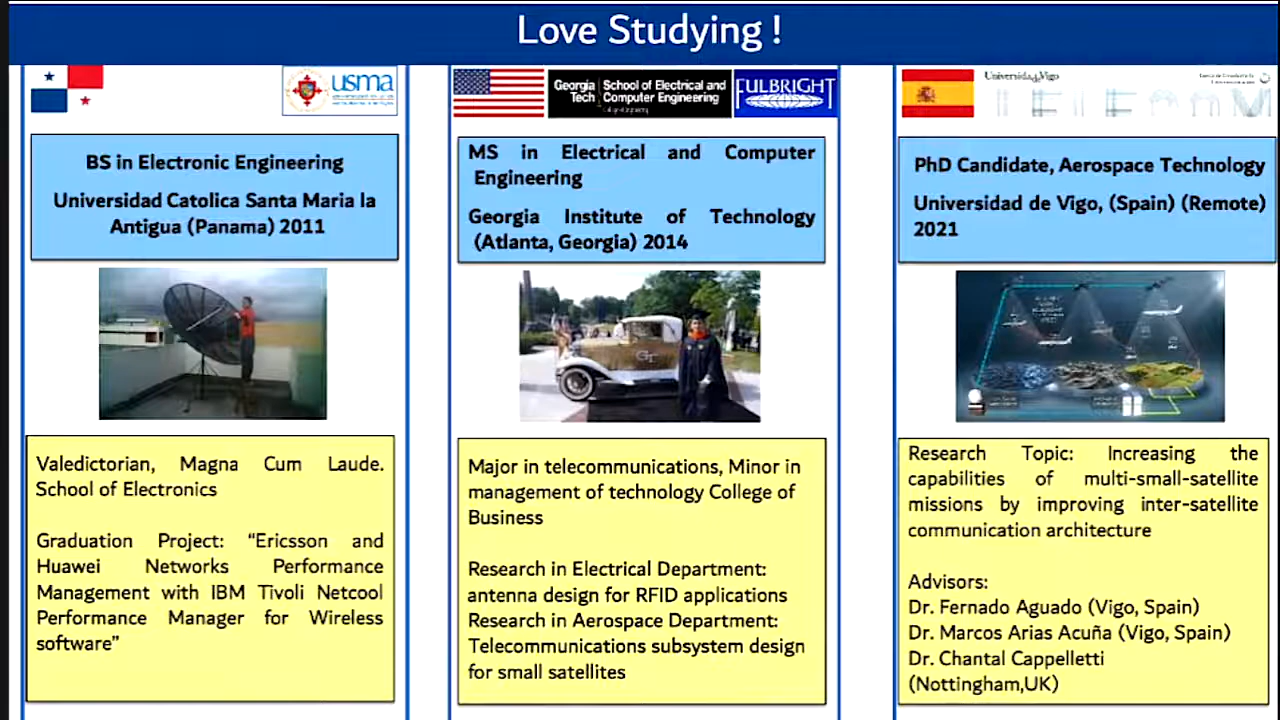 Love Studying !
usma
BS in Electronic Engineering
Universidad Catolica Santa Maria la
Antigua (Panama) 2011
Valedictorian, Magna Cum Laude.
School of Electronics
Graduation Project: “Ericsson and
Huawei Networks Performance
Management with IBM Tivoli Netcool
Performance Manager for Wireless
software”
Georgia Tech
School of Electrical and
Computer Engineering
FULBRIGHT
MS in Electrical and Computer
Engineering
Georgia Institute of Technology
(Atlanta, Georgia) 2014
GT
Major in telecommunications, Minor in
management of technology College of
Business
Research in Electrical Department:
antenna design for RFID applications
Research in Aerospace Department:
Telecommunications subsystem design
for small satellites
Universidade Vigo
PhD Candidate, Aerospace Technology
Universidad de Vigo, (Spain) (Remote)
2021
Research Topic: Increasing the
capabilities of multi-small-satellite
missions by improving inter-satellite
communication architecture
Advisors:
Dr. Fernado Aguado (Vigo, Spain)
Dr. Marcos Arias Acuña (Vigo, Spain)
Dr. Chantal Cappelletti
(Nottingham,UK)